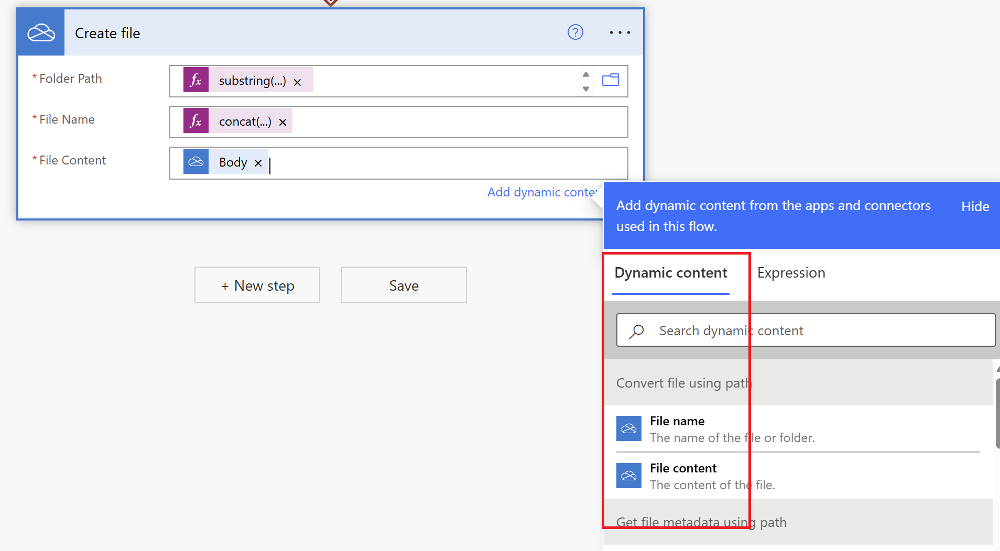 Create file
?
* Folder Path
fx substring(...) ×
* File Name
fx concat(...) ×
* File Content
Body ×
Add dynamic conte
Add dynamic content from the apps and connectors
used in this flow.
Hide
+ New step
Save
Dynamic content
Expression
Search dynamic content
Convert file using path
File name
The name of the file or folder.
File content
The content of the file.
Get file metadata using path